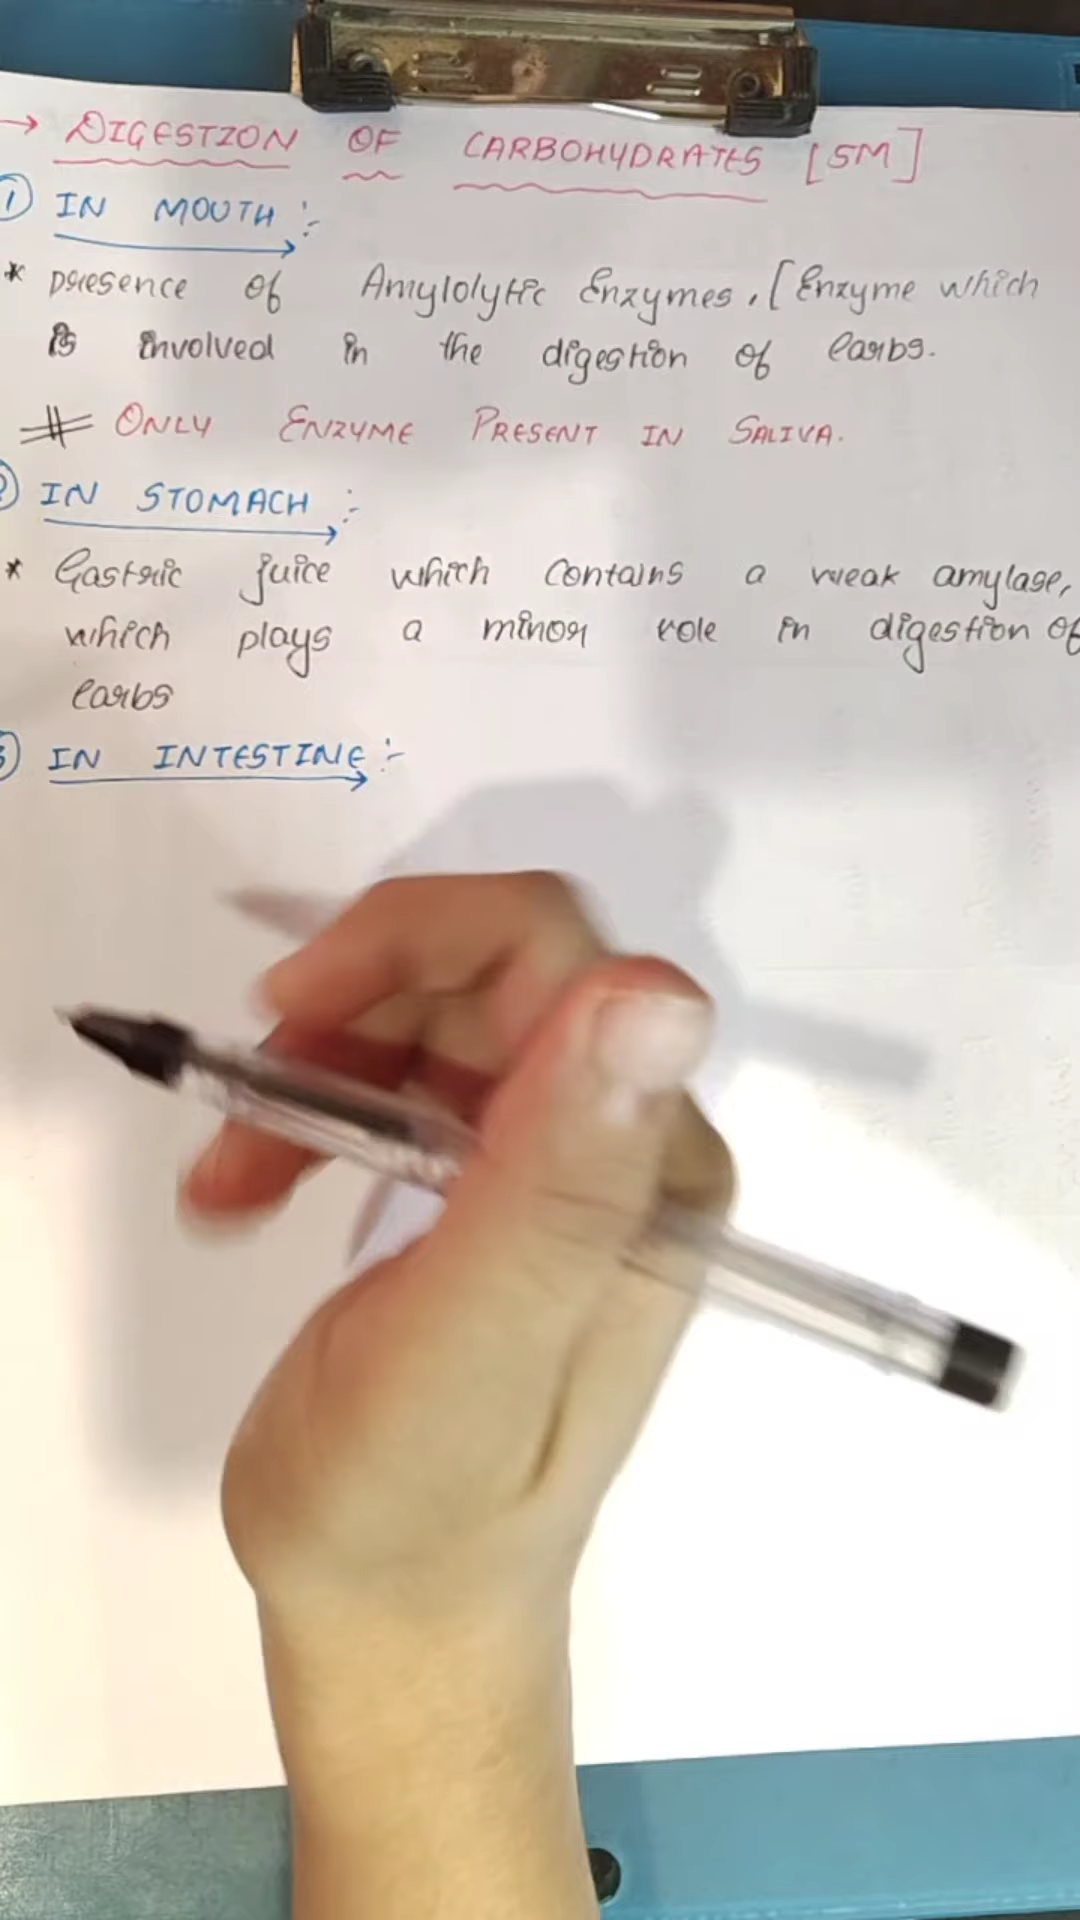 → DIGESTION OF CARBOHYDRATES [5M]
1) IN MOUTH :-
* presence of Amylolytic Enzymes. [Enzyme which
is involved in the digestion of Carbs.
# ONLY ENZYME PRESENT IN SALIVA.
2) IN STOMACH :-
* Gastric juice which contains a weak amylase,
which plays a minor role in digestion of
Carbs
3) IN INTESTINE :-